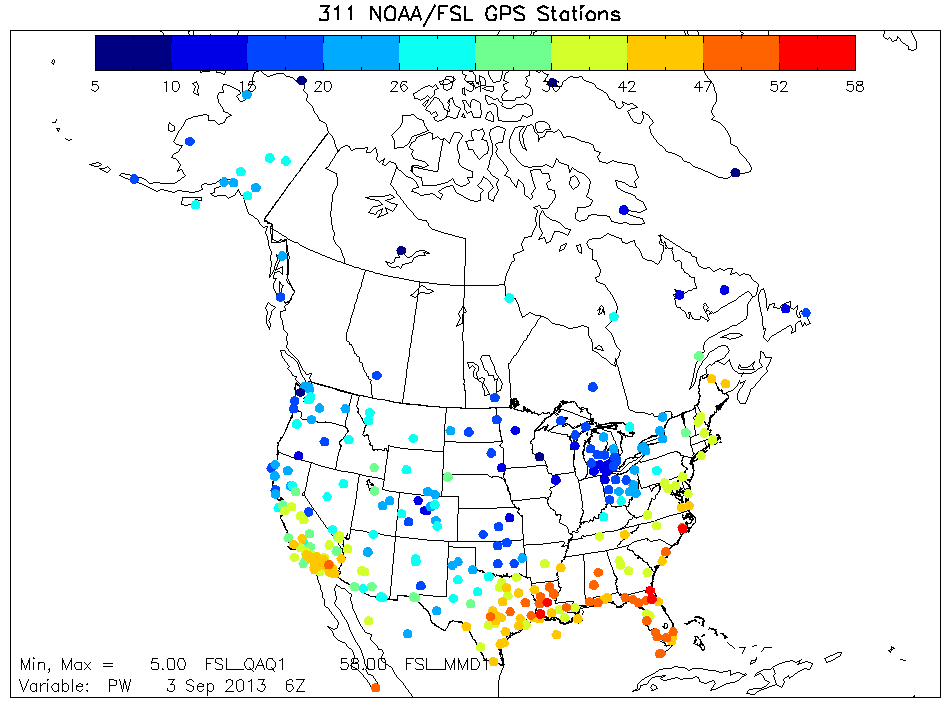 311 NOAA/FSL GPS Stations
5 10 15 20 26 31 36 42 47 52 58
Min, Max = 5.00 FSL_QAQ1 58.00 FSL_MMD1
Variable: PW 3 Sep 2013 6Z